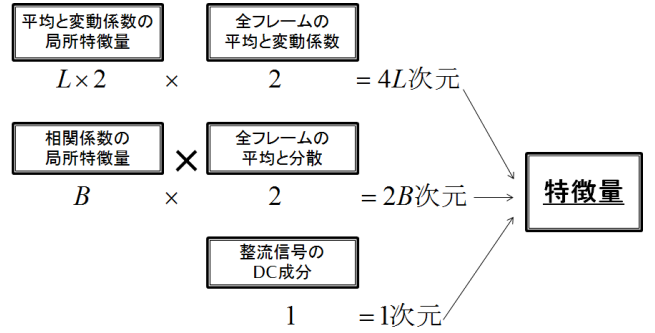 平均と変動係数の
局所特徴量
全フレームの
平均と変動係数
L×2 × 2 = 4L次元
相関係数の
局所特徴量
×
全フレームの
平均と分散
B × 2 = 2B次元
特徴量
整流信号の
DC成分
1 =1次元